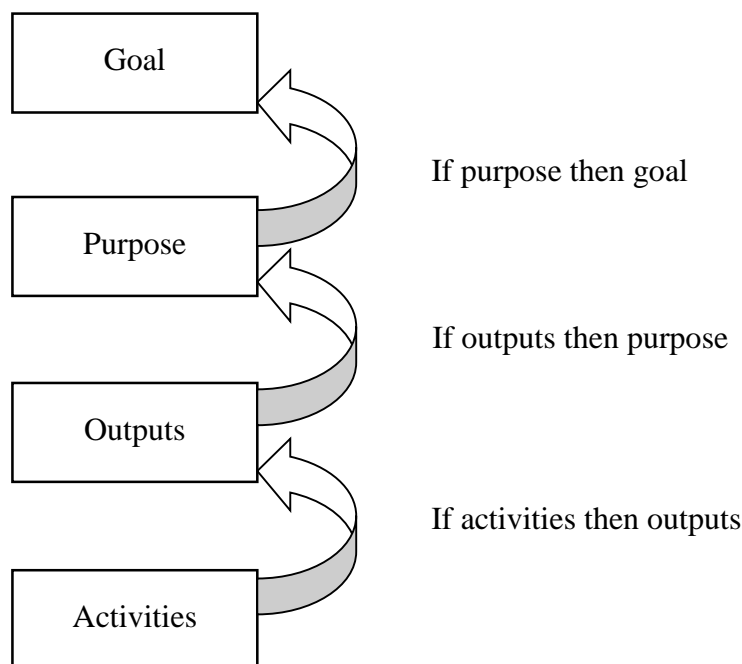 Goal
If purpose then goal
Purpose
If outputs then purpose
Outputs
If activities then outputs
Activities